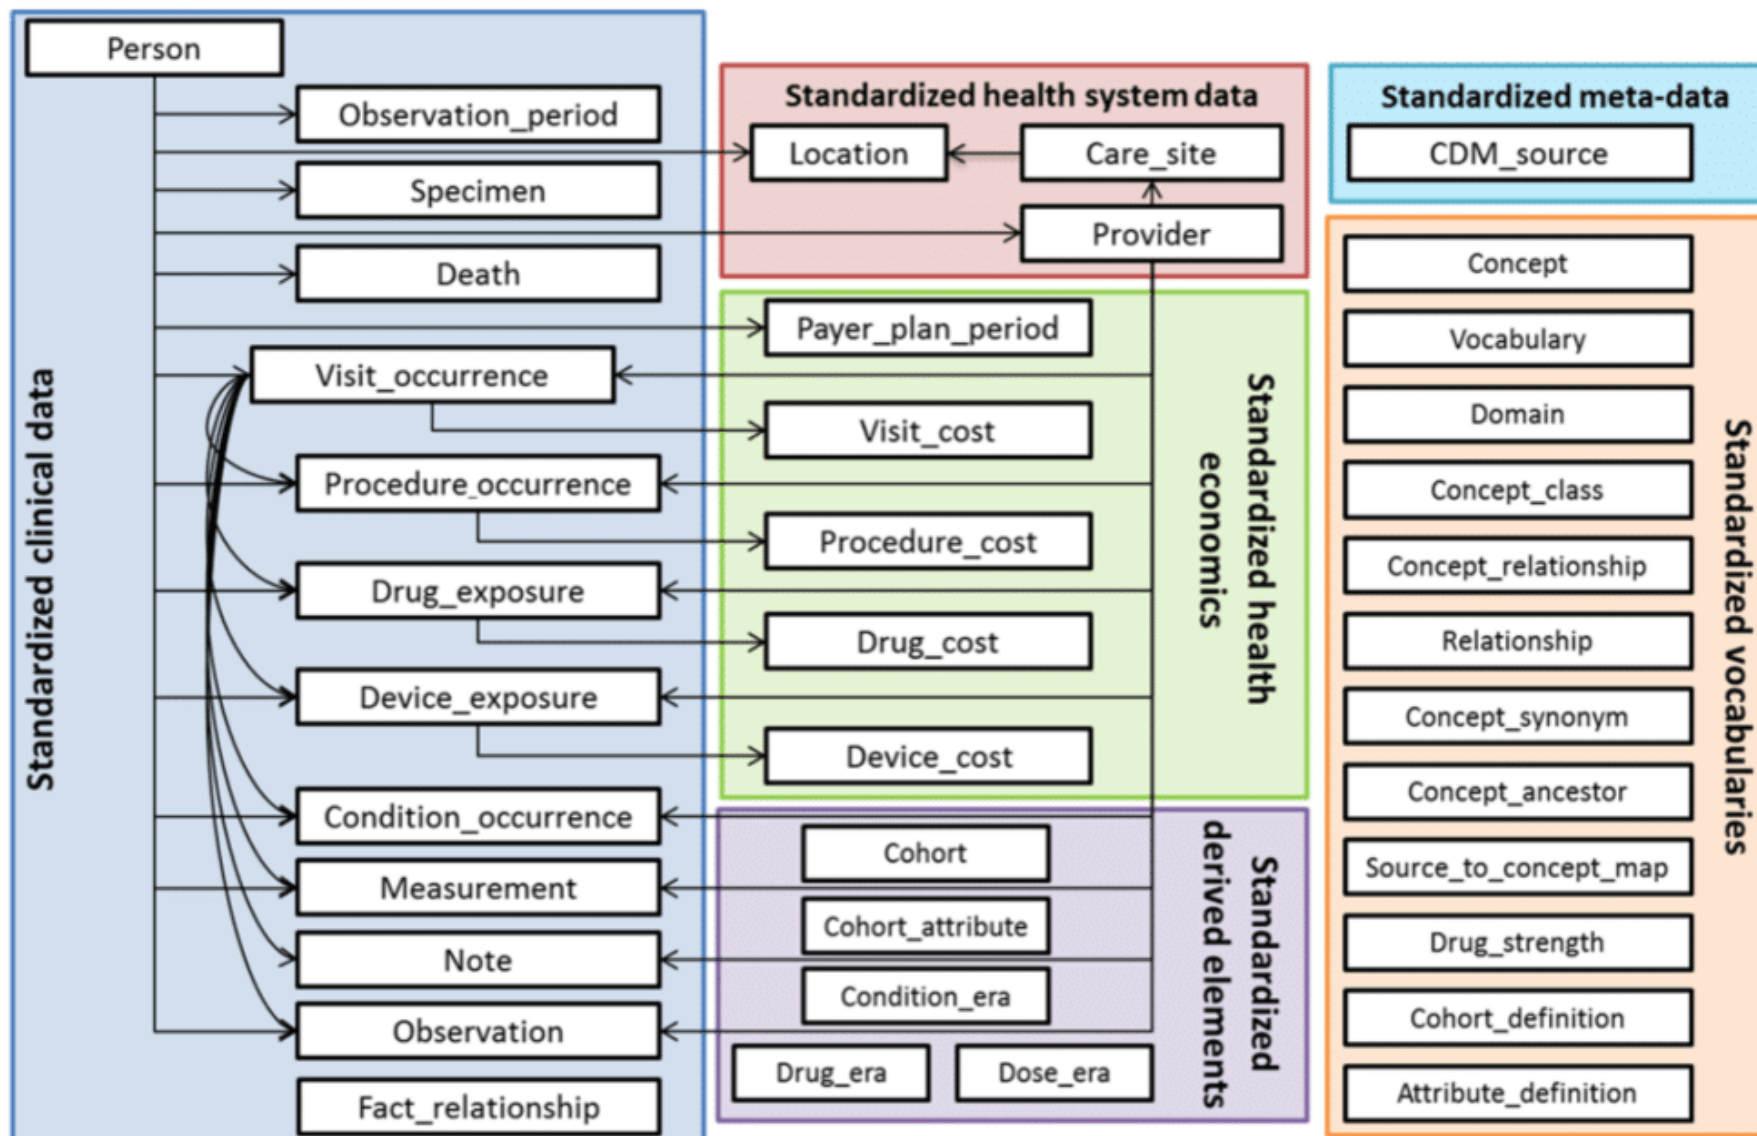 Standardized clinical data
Person
Observation_period
Specimen
Death
Visit_occurrence
Procedure_occurrence
Drug_exposure
Device_exposure
Condition_occurrence
Measurement
Note
Observation
Fact_relationship
Standardized health system data
Location
Care_site
Provider
Payer_plan_period
Visit_cost
Procedure_cost
Drug_cost
Device_cost
Standardized health
economics
Cohort
Cohort_attribute
Condition_era
Drug_era
Dose_era
Standardized
derived elements
Standardized meta-data
CDM_source
Concept
Vocabulary
Domain
Concept_class
Concept_relationship
Relationship
Concept_synonym
Concept_ancestor
Source_to_concept_map
Drug_strength
Cohort_definition
Attribute_definition
Standardized vocabularies